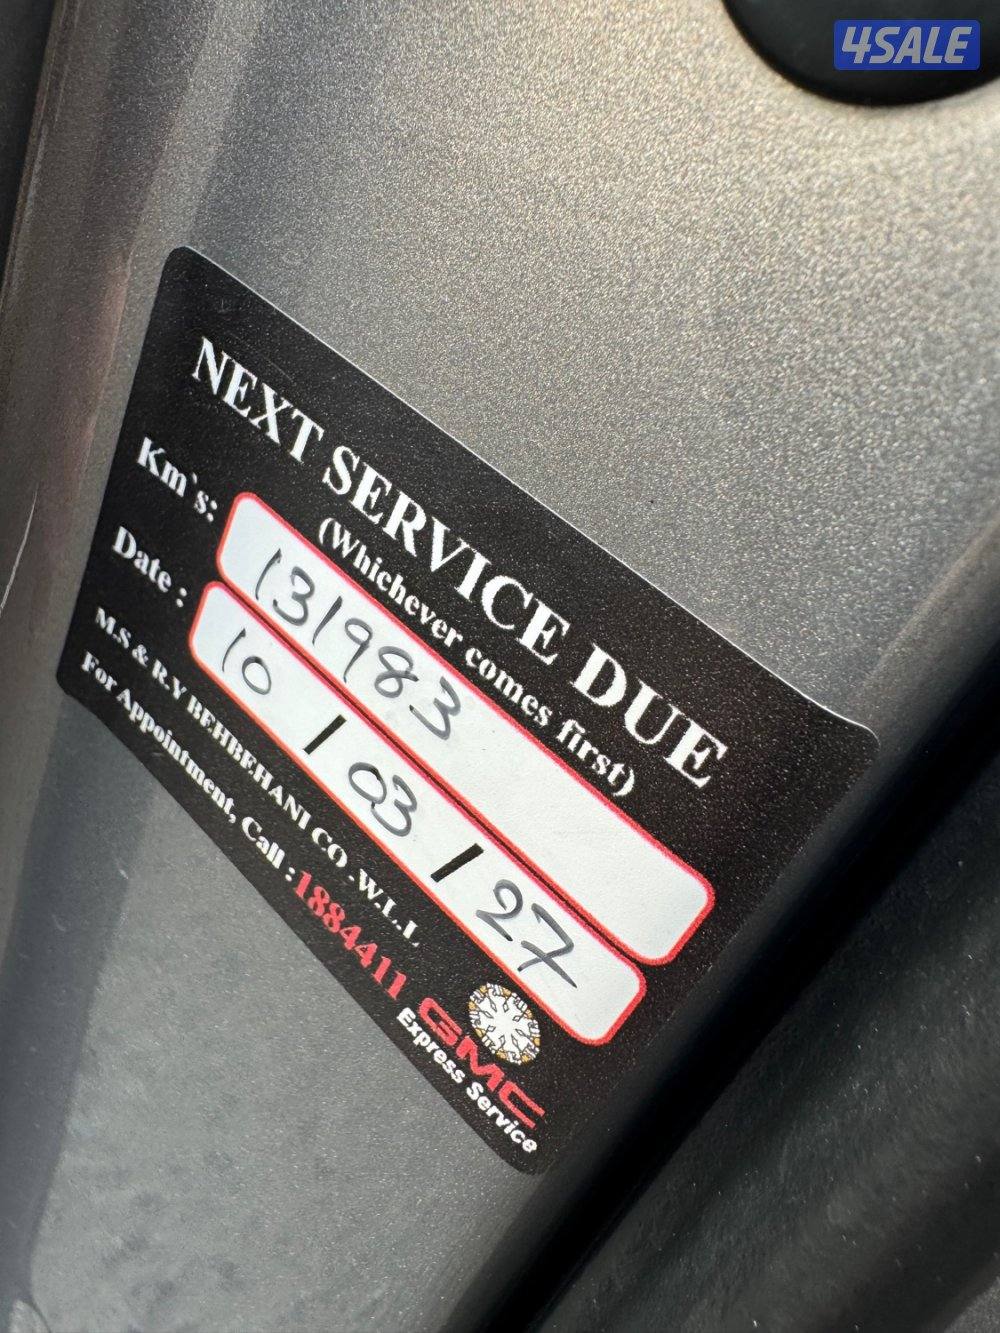 4SALE
NEXT SERVICE DUE
(Whichever comes first)
Km`s: 131983
Date : 10 / 03 / 27
M.S & R.Y BEHBEHANI CO .W.L.L
For Appointment, Call : 1884411
GMC
Express Service